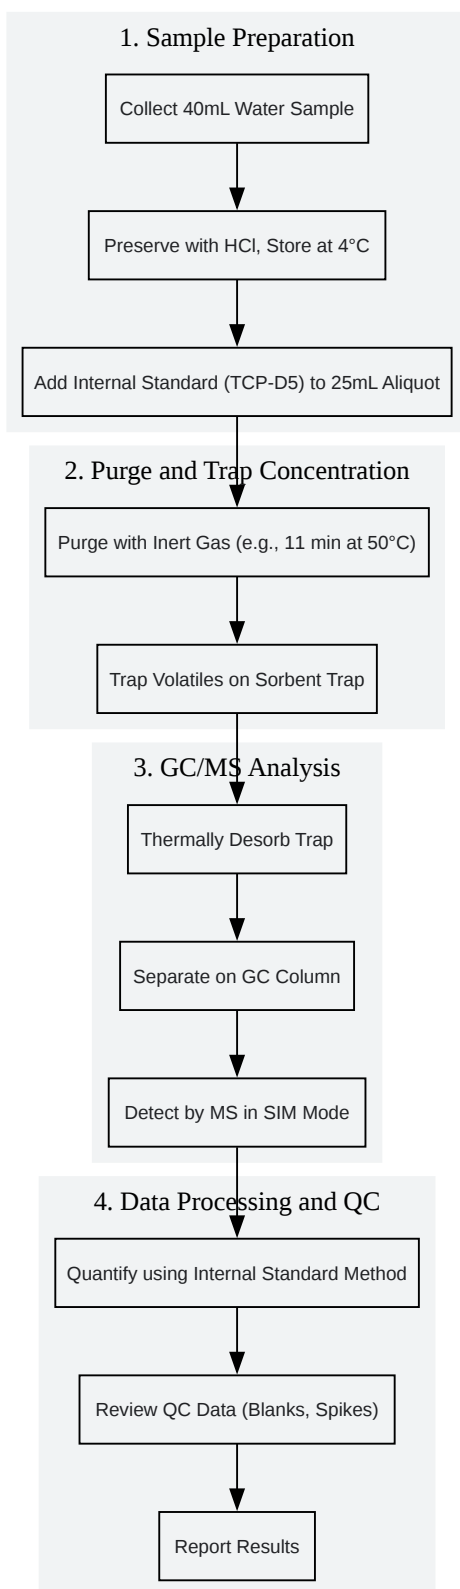 1. Sample Preparation
Collect 40mL Water Sample
Preserve with HCl, Store at 4°C
Add Internal Standard (TCP-D5) to 25mL Aliquot
2. Purge and Trap Concentration
Purge with Inert Gas (e.g., 11 min at 50°C)
Trap Volatiles on Sorbent Trap
3. GC/MS Analysis
Thermally Desorb Trap
Separate on GC Column
Detect by MS in SIM Mode
4. Data Processing and QC
Quantify using Internal Standard Method
Review QC Data (Blanks, Spikes)
Report Results